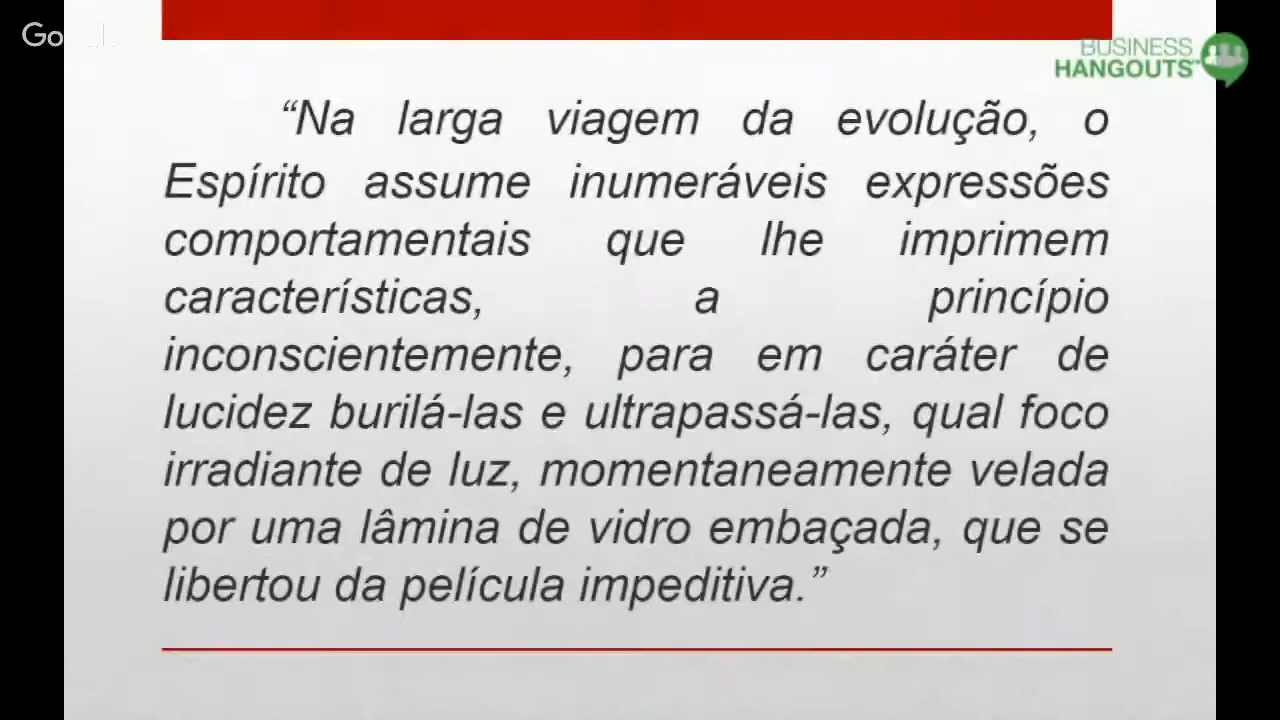 BUSINESS
HANGOUTS
“Na larga viagem da evolução, o
Espírito assume inumeráveis expressões
comportamentais que lhe imprimem
características, a princípio
inconscientemente, para em caráter de
lucidez burilá-las e ultrapassá-las, qual foco
irradiante de luz, momentaneamente velada
por uma lâmina de vidro embaçada, que se
libertou da película impeditiva.”